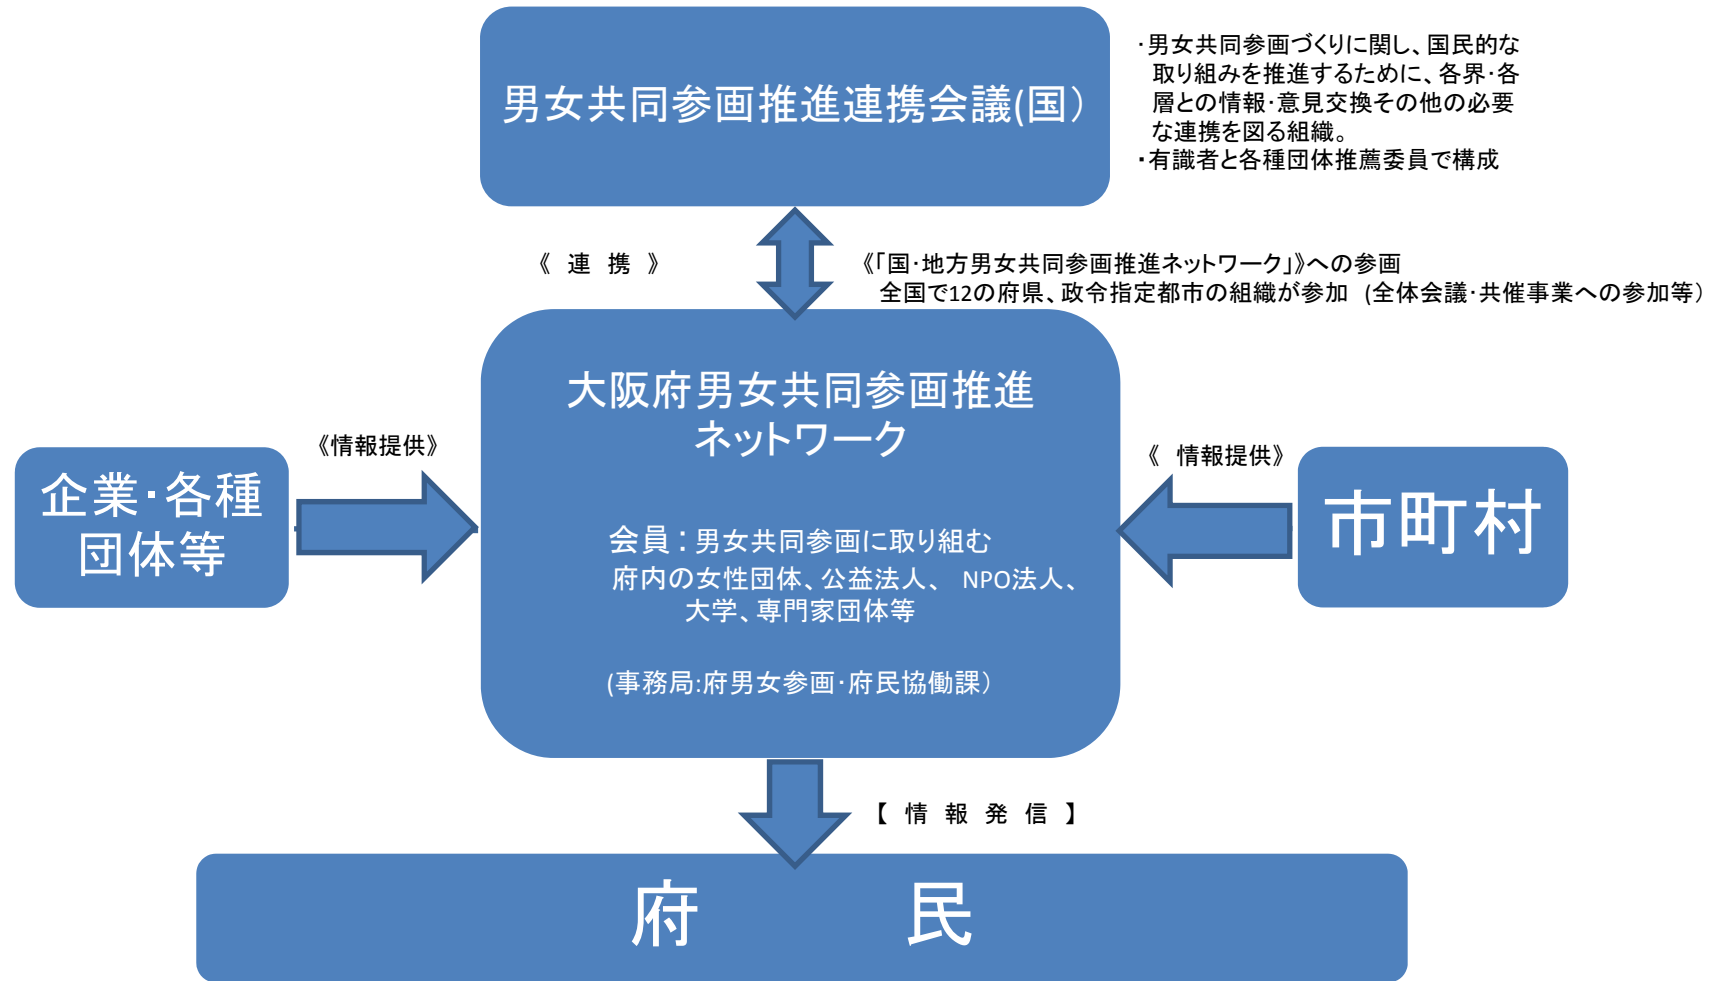 男女共同参画推進連携会議(国）
・男女共同参画づくりに関し、国民的な
取り組みを推進するために、各界・各
層との情報・意見交換その他の必要
な連携を図る組織。
・有識者と各種団体推薦委員で構成
《 連 携 》
《「国・地方男女共同参画推進ネットワーク」》への参画
全国で12の府県、政令指定都市の組織が参加 (全体会議・共催事業への参加等）
大阪府男女共同参画推進
ネットワーク
会員：男女共同参画に取り組む
府内の女性団体、公益法人、 NPO法人、
大学、専門家団体等
(事務局:府男女参画・府民協働課）
《情報提供》
企業・各種
団体等
《 情報提供》
市町村
【 情 報 発 信 】
府 民